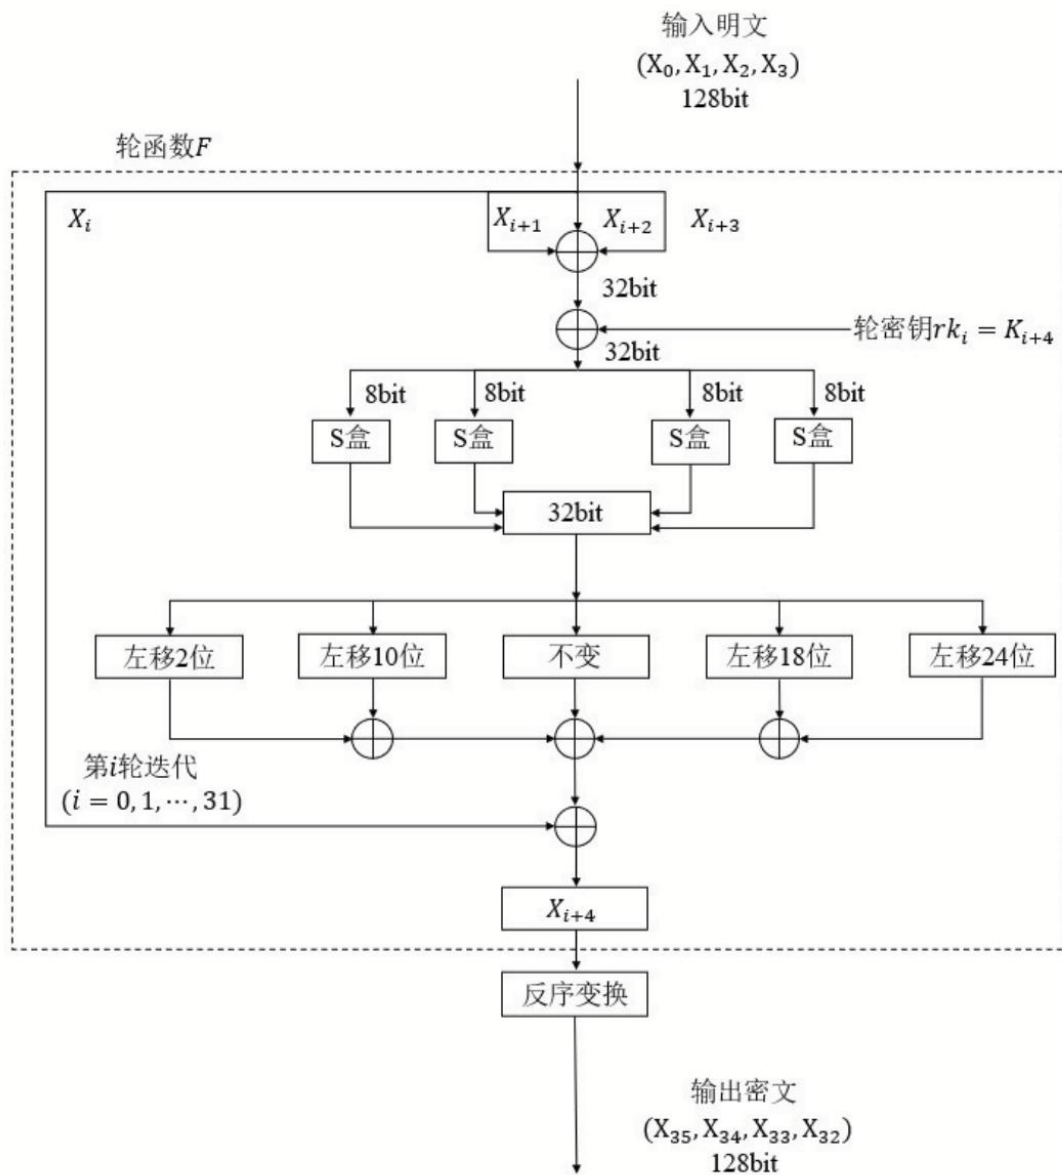 输入明文
(X₀, X₁, X₂, X₃)
128bit
轮函数F
Xᵢ
Xᵢ₊₁
Xᵢ₊₂
Xᵢ₊₃
32bit
轮密钥rkᵢ = Kᵢ₊₄
32bit
8bit
8bit
8bit
8bit
S盒
S盒
S盒
S盒
32bit
左移2位
左移10位
不变
左移18位
左移24位
第i轮迭代
(i = 0, 1, ⋯, 31)
Xᵢ₊₄
反序变换
输出密文
(X₃₅, X₃₄, X₃₃, X₃₂)
128bit